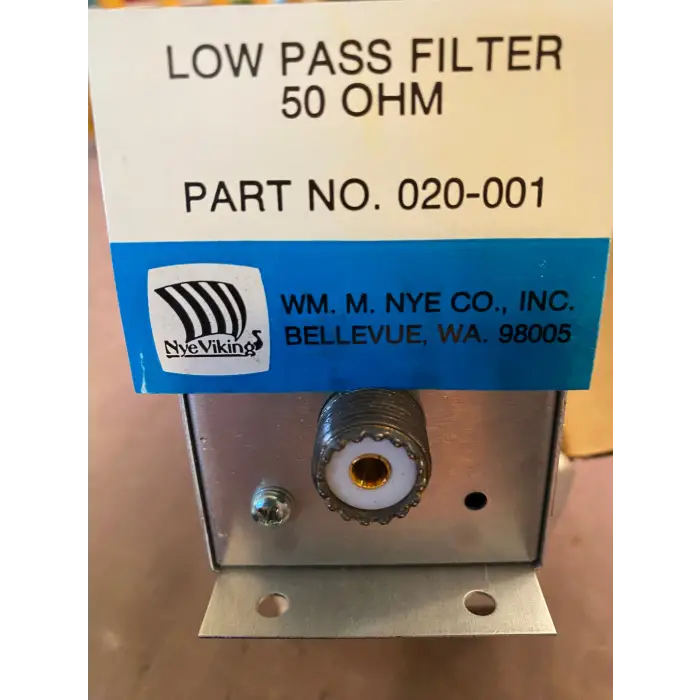 LOW PASS FILTER
50 OHM
PART NO. 020-001
WM. M. NYE CO., INC.
BELLEVUE, WA. 98005
NyeViking